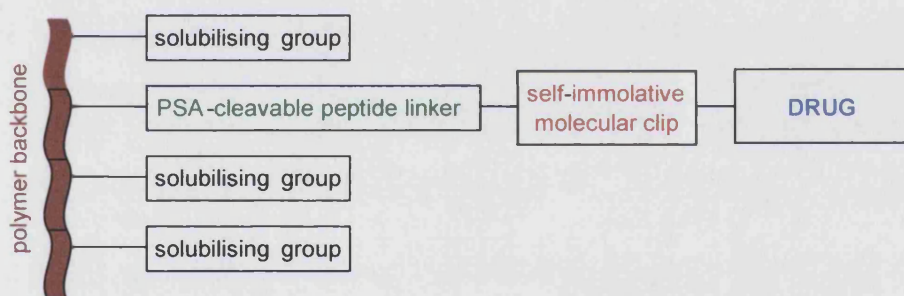 polymer backbone
solubilising group
PSA-cleavable peptide linker
self-immolative
molecular clip
DRUG
solubilising group
solubilising group